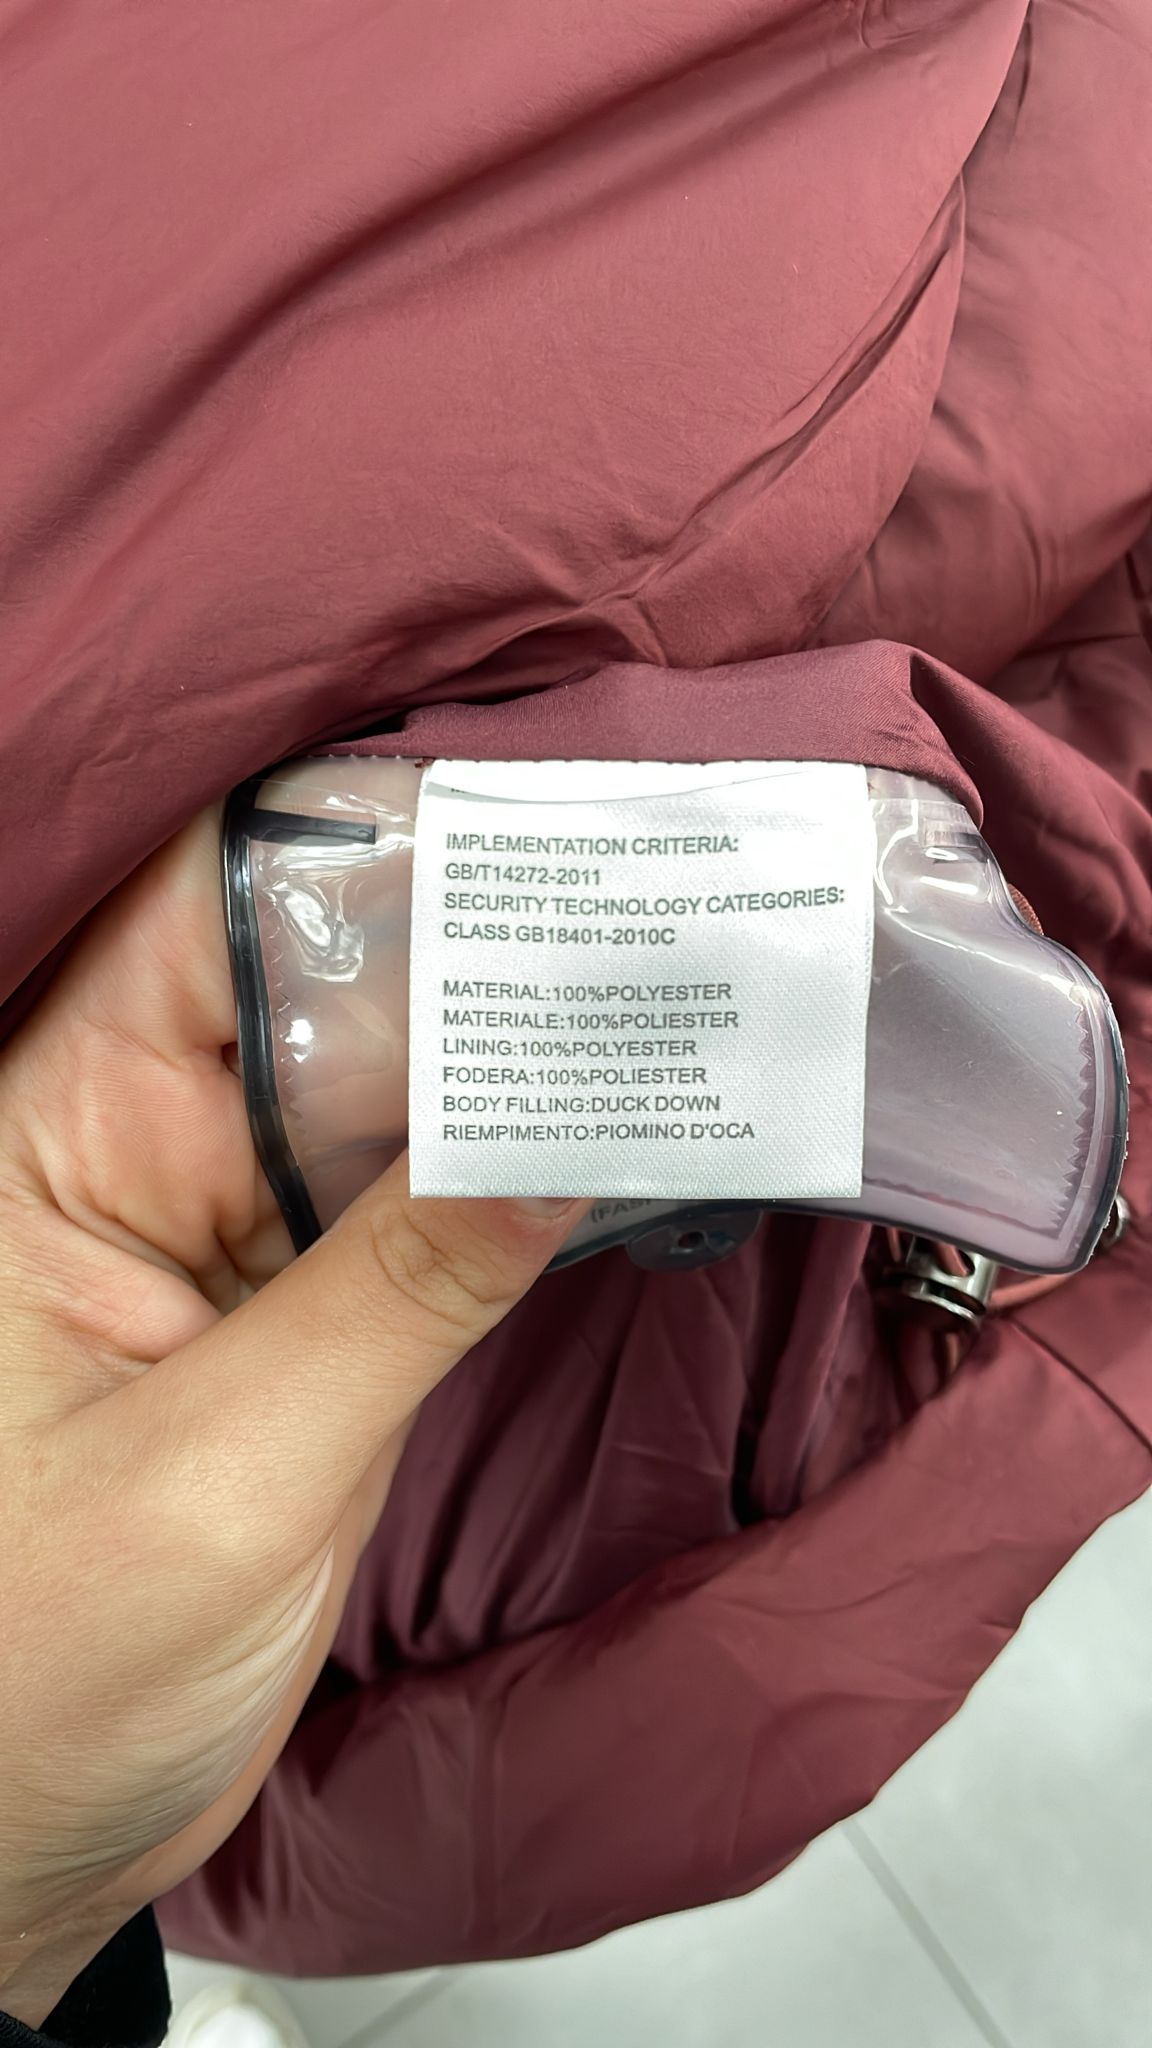 IMPLEMENTATION CRITERIA:
GB/T14272-2011
SECURITY TECHNOLOGY CATEGORIES:
CLASS GB18401-2010C
MATERIAL:100%POLYESTER
MATERIALE:100%POLIESTER
LINING:100%POLYESTER
FODERA:100%POLIESTER
BODY FILLING:DUCK DOWN
RIEMPIMENTO:PIOMINO D'OCA